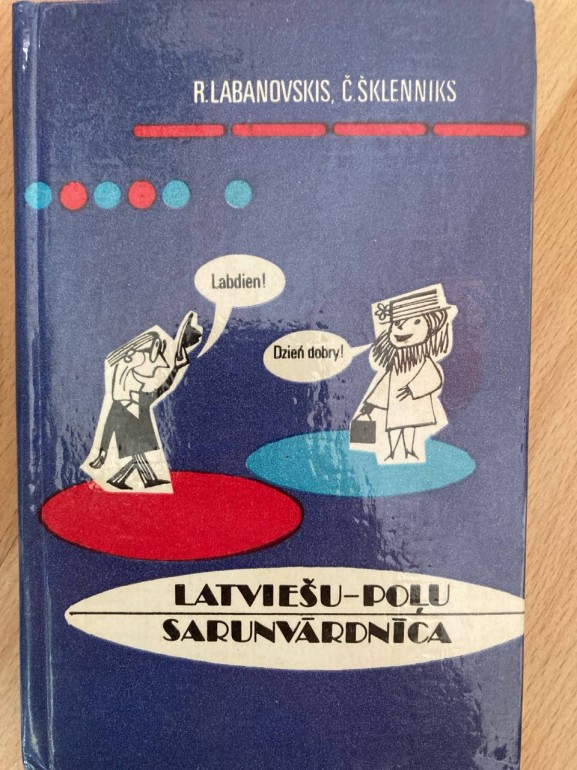 R.LABANOVSKIS, Č.ŠKLENNIKS
Labdien!
Dzień dobry!
LATVIEŠU–POĻU
SARUNVĀRDNĪCA